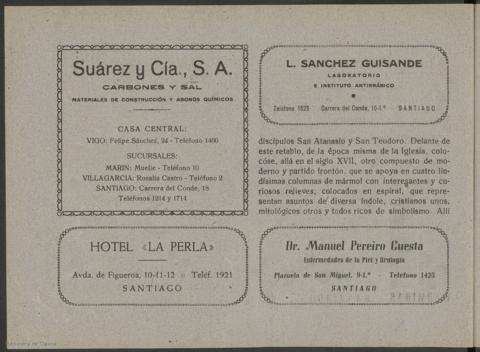 Suárez y Cía., S. A.
CARBONES Y SAL
MATERIALES DE CONSTRUCCIÓN Y ABONOS QUÍMICOS
CASA CENTRAL:
VIGO: Felipe Sánchez, 24 - Teléfono 1490
SUCURSALES:
MARIN: Muelle - Teléfono 10
VILLAGARCIA: Rosalía Castro - Teléfono 2
SANTIAGO: Carrera del Conde, 18
Teléfonos 1214 y 1714
HOTEL «LA PERLA»
Avda. de Figueroa, 10-11-12 Teléf. 1921
SANTIAGO
L. SANCHEZ GUISANDE
LABORATORIO
E INSTITUTO ANTIRRÁBICO
Teléfono 1625 Carrera del Conde, 10-1.º SANTIAGO
discípulos San Atanasio y San Teodoro. Delante de
este retablo, de la época misma de la Iglesia, co-
lócóse, allá en el siglo XVII, otro compuesto de mo-
derno y partido frontón, que se apoya en cuatro lin-
dísimas columnas de mármol con interesantes y cu-
riosos relieves, colocados en espiral, que repre-
sentan asuntos de diversa índole, cristianos unos,
mitológicos otros y todos ricos de simbolismo. Allí
Dr. Manuel Pereiro Cuesta
Enfermedades de la Piel y Urología
Plazuela de San Miguel, 9-1.º - Teléfono 1425
SANTIAGO